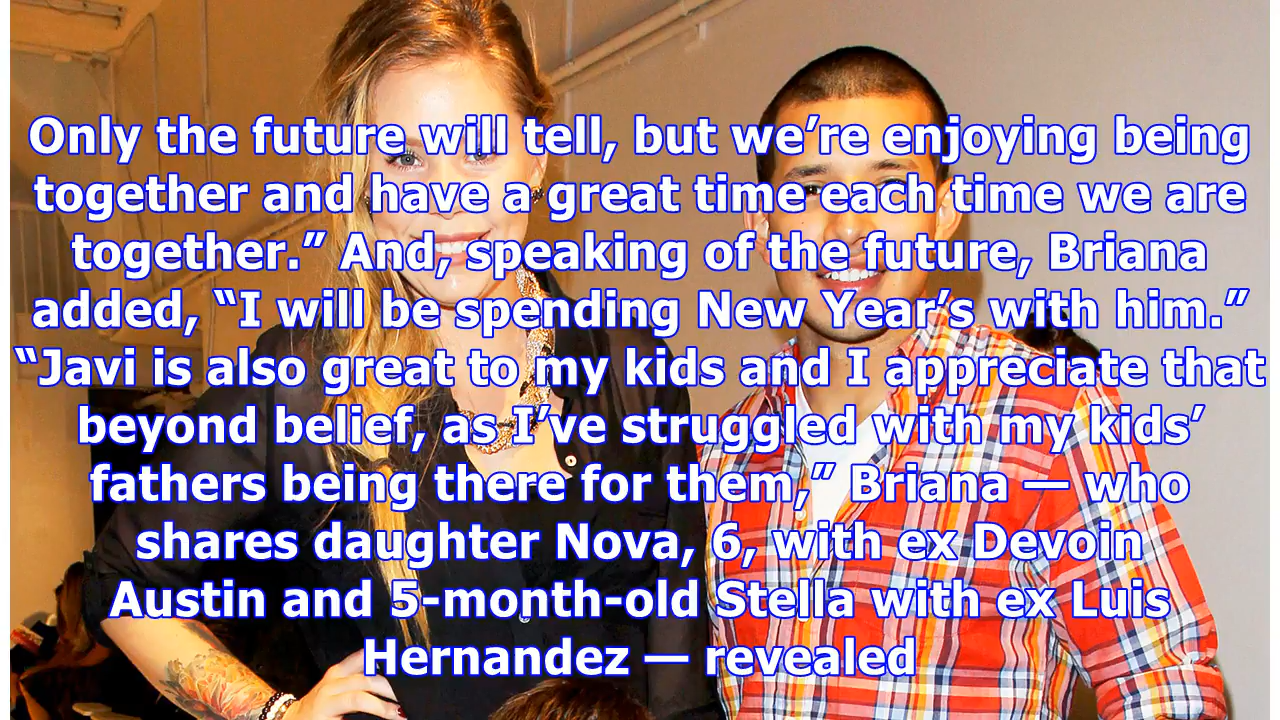 Only the future will tell, but we’re enjoying being
together and have a great time each time we are
together.” And, speaking of the future, Briana
added, “I will be spending New Year’s with him.”
“Javi is also great to my kids and I appreciate that
beyond belief, as I’ve struggled with my kids’
fathers being there for them,” Briana — who
shares daughter Nova, 6, with ex Devoin
Austin and 5-month-old Stella with ex Luis
Hernandez — revealed